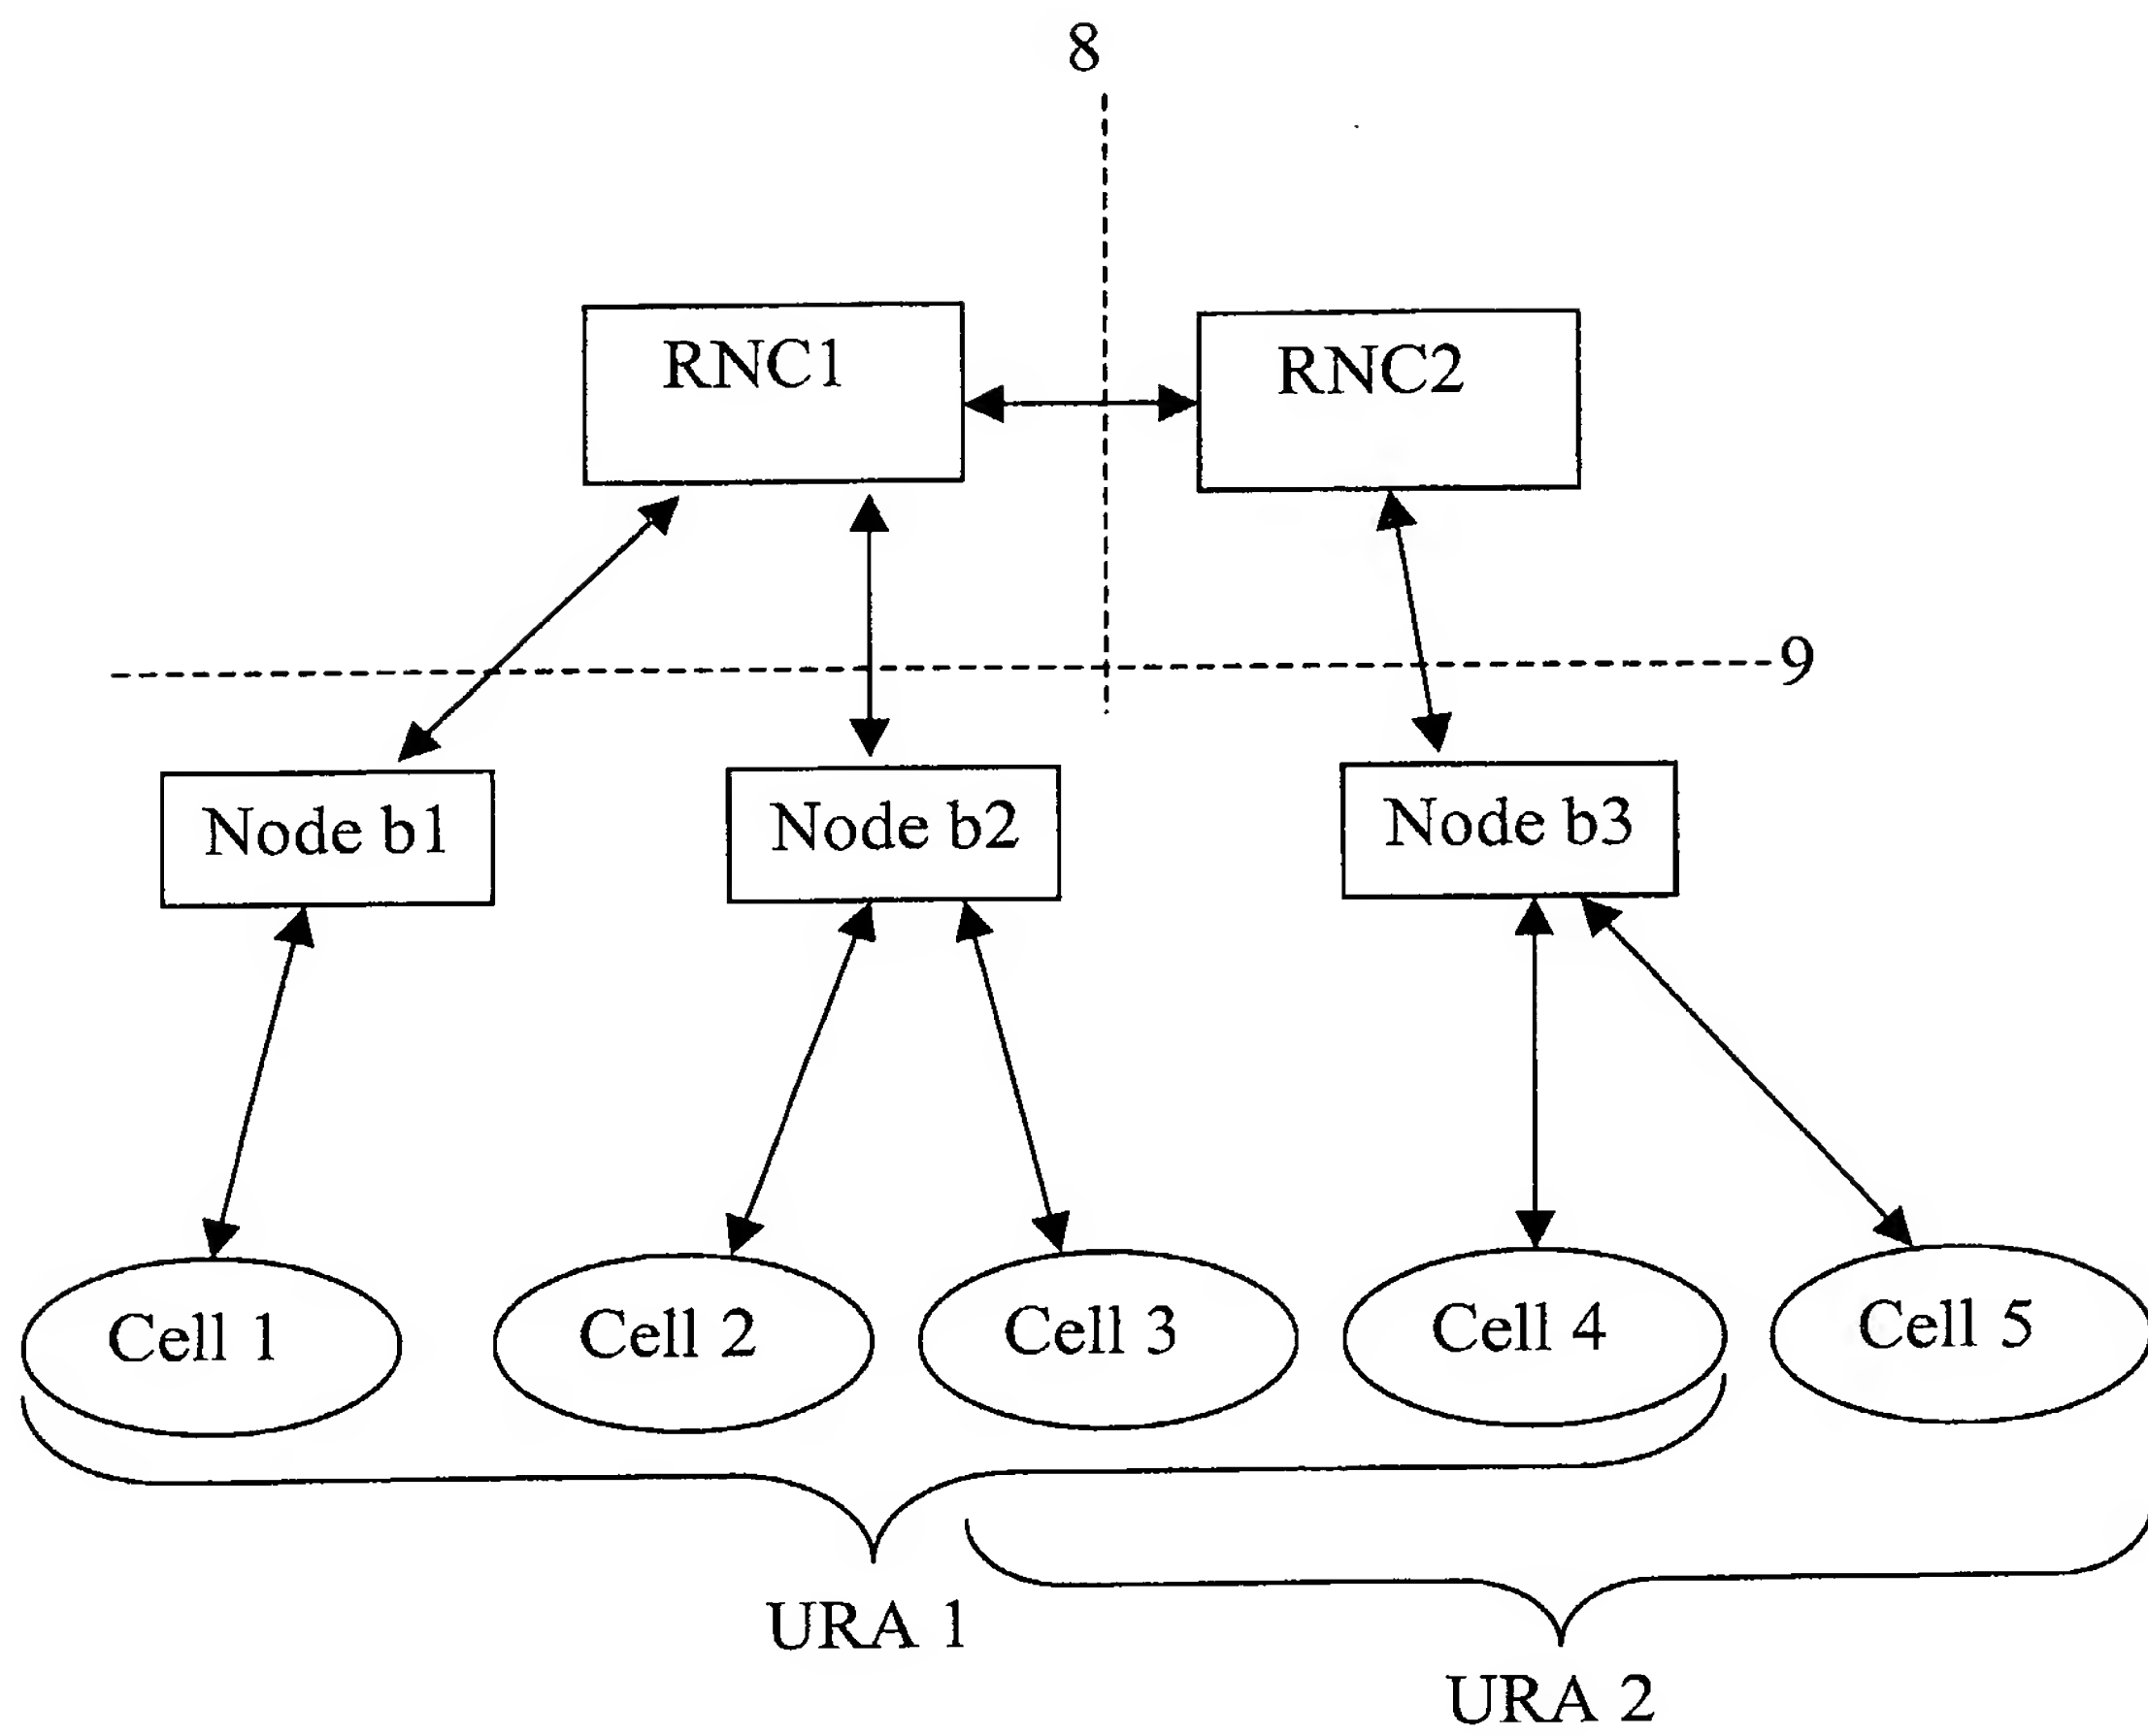 8
RNC1
RNC2
9
Node b1
Node b2
Node b3
Cell 1
Cell 2
Cell 3
Cell 4
Cell 5
URA 1
URA 2